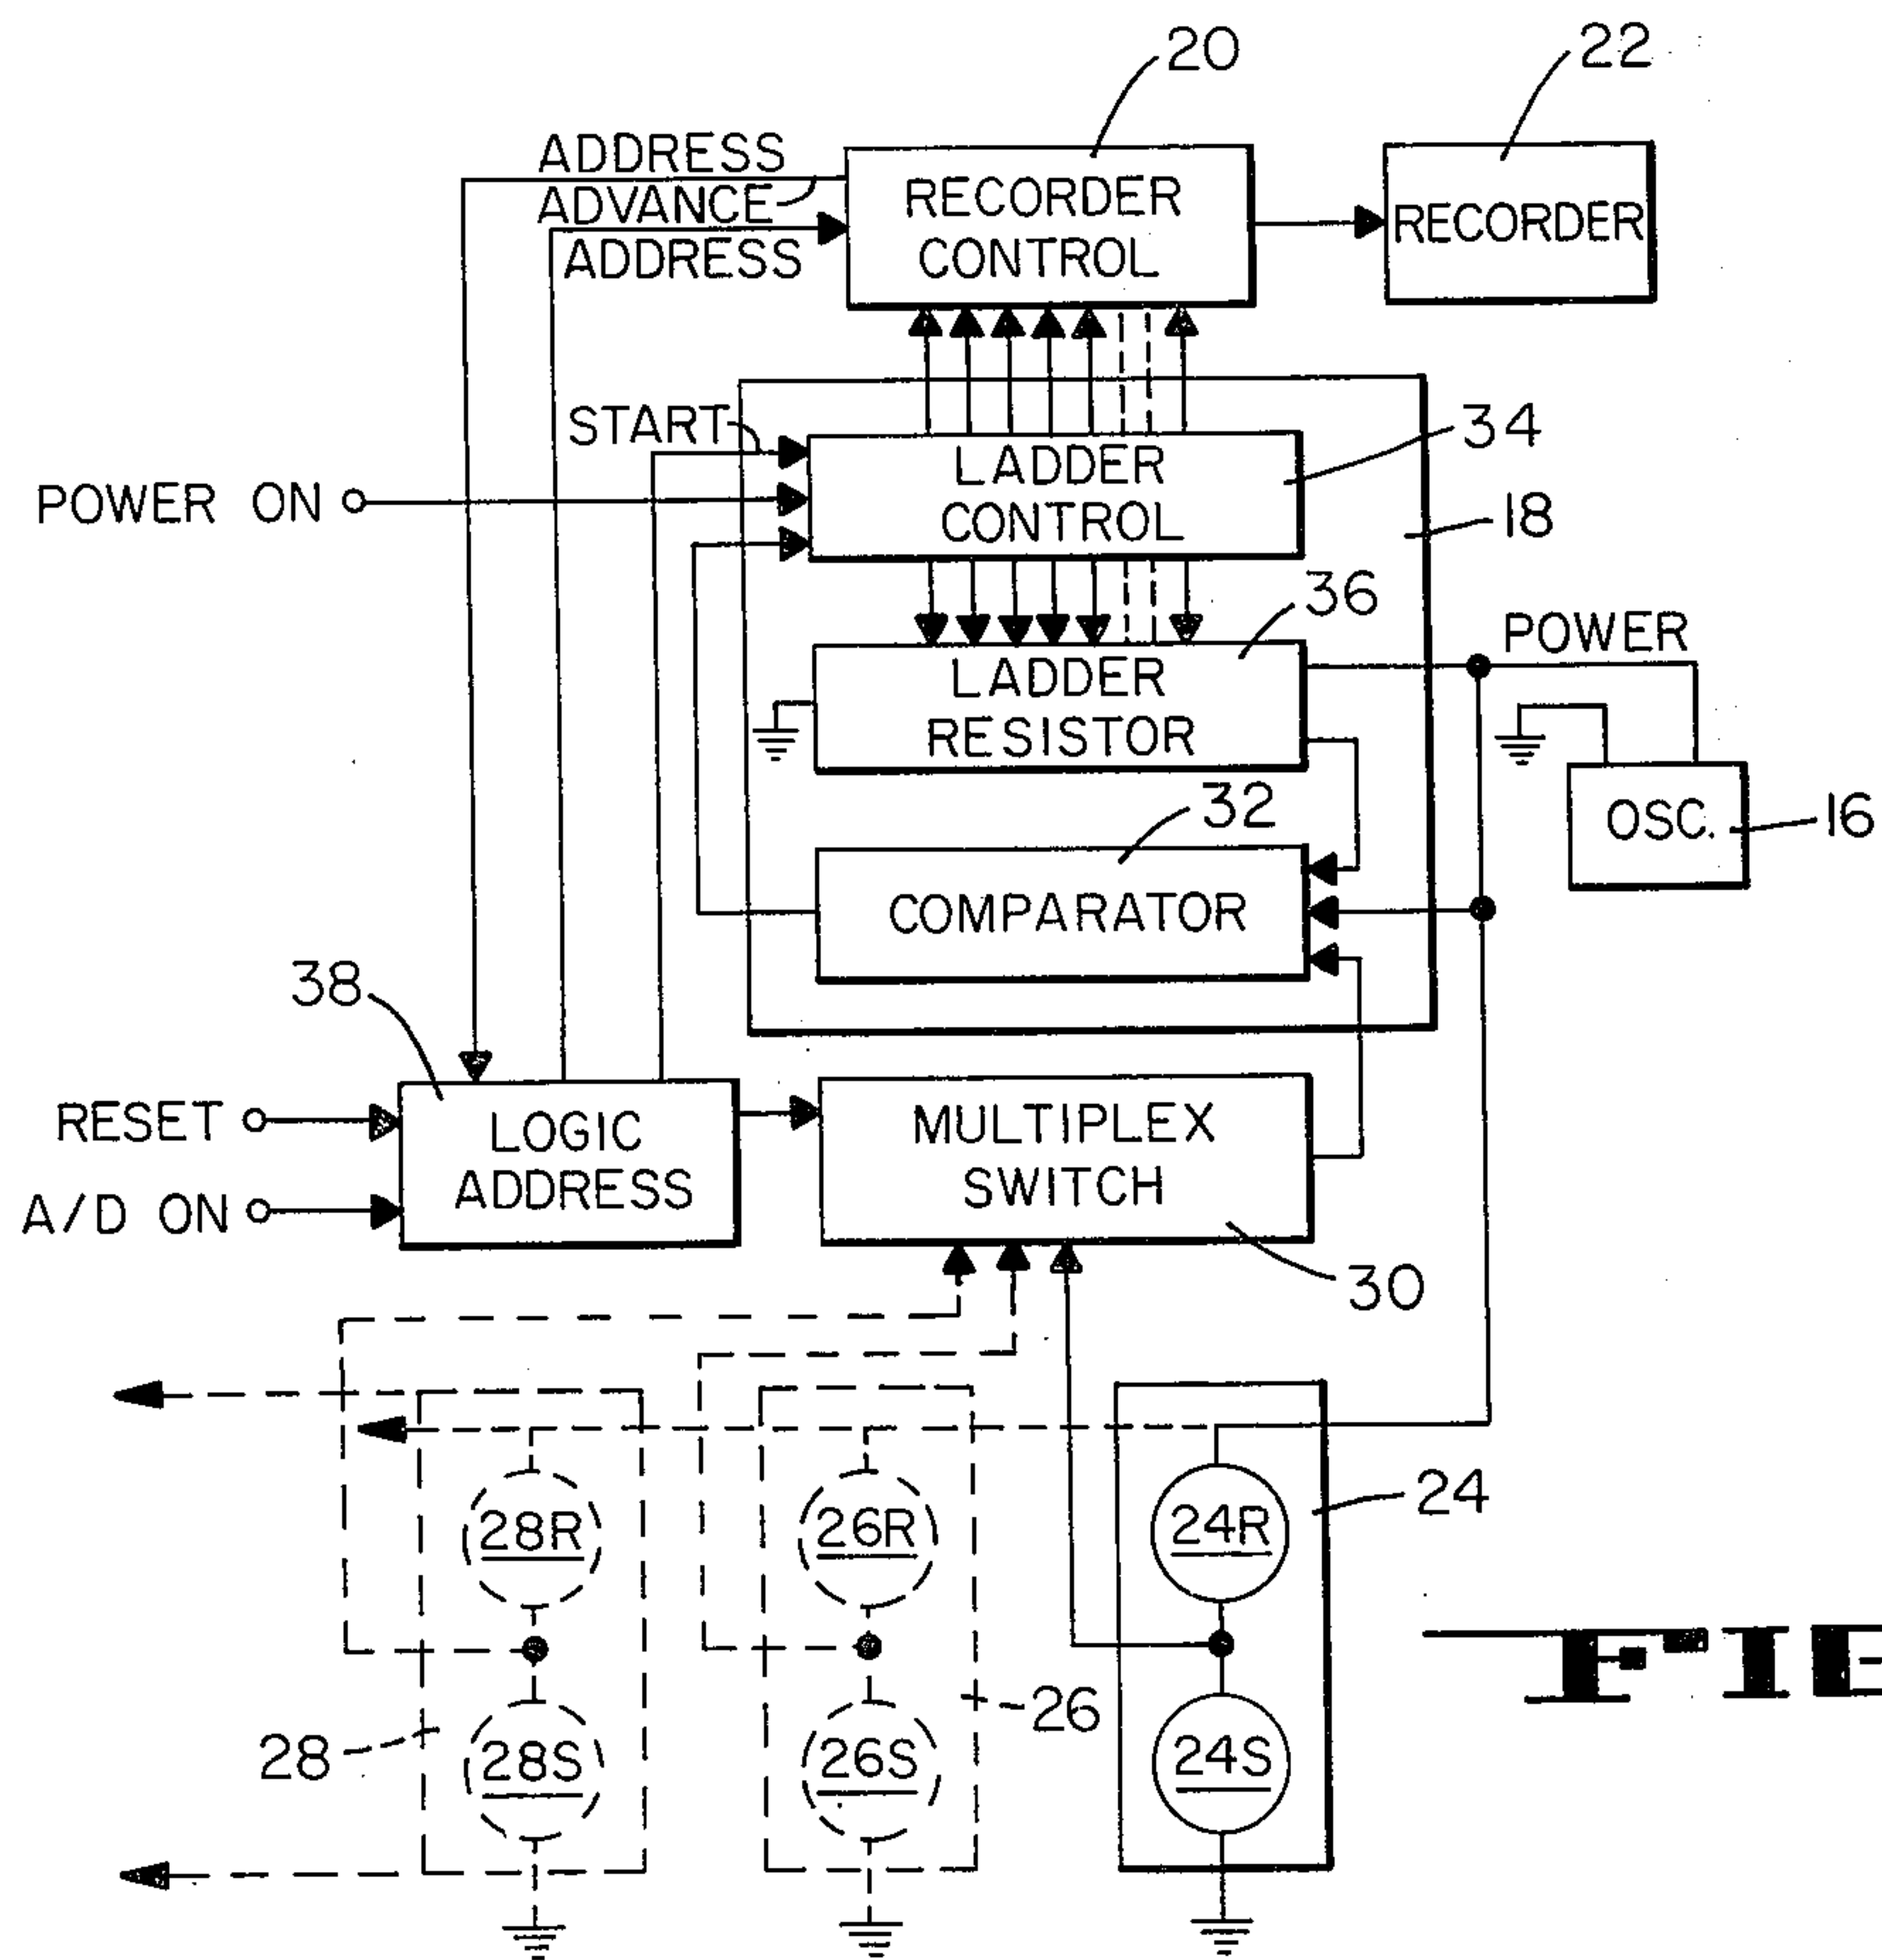 20
22
ADDRESS
ADVANCE
ADDRESS
RECORDER
CONTROL
RECORDER
START
LADDER
CONTROL
34
POWER ON
18
36
POWER
LADDER
RESISTOR
32
OSC.
16
COMPARATOR
38
RESET
LOGIC
ADDRESS
MULTIPLEX
SWITCH
A/D ON
30
28R
26R
24R
24
28
28S
26S
26
24S